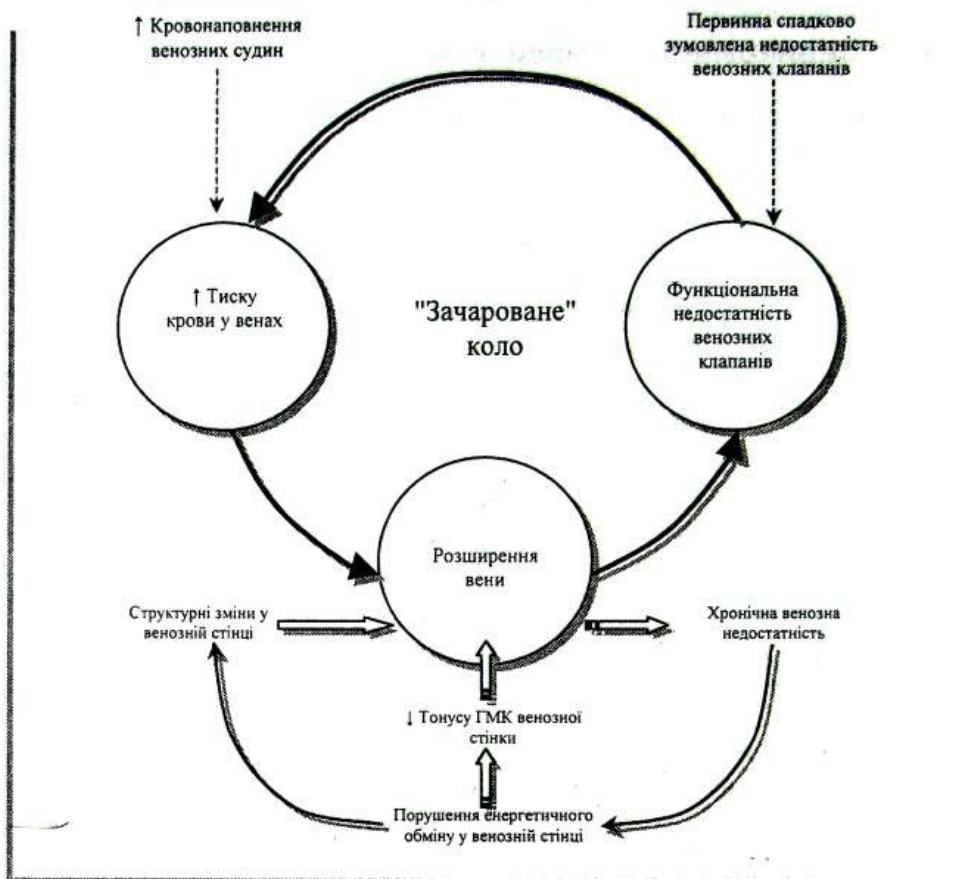 ↑ Кровонаповнення
венозних судин
Первинна спадково
зумовлена недостатність
венозних клапанів
↑ Тиску
крови у венах
"Зачароване"
коло
Функціональна
недостатність
венозних
клапанів
Розширення
вени
Структурні зміни у
венозній стінці
Хронічна венозна
недостатність
↓ Тонусу ГМК венозної
стінки
Порушення енергетичного
обміну у венозній стінці